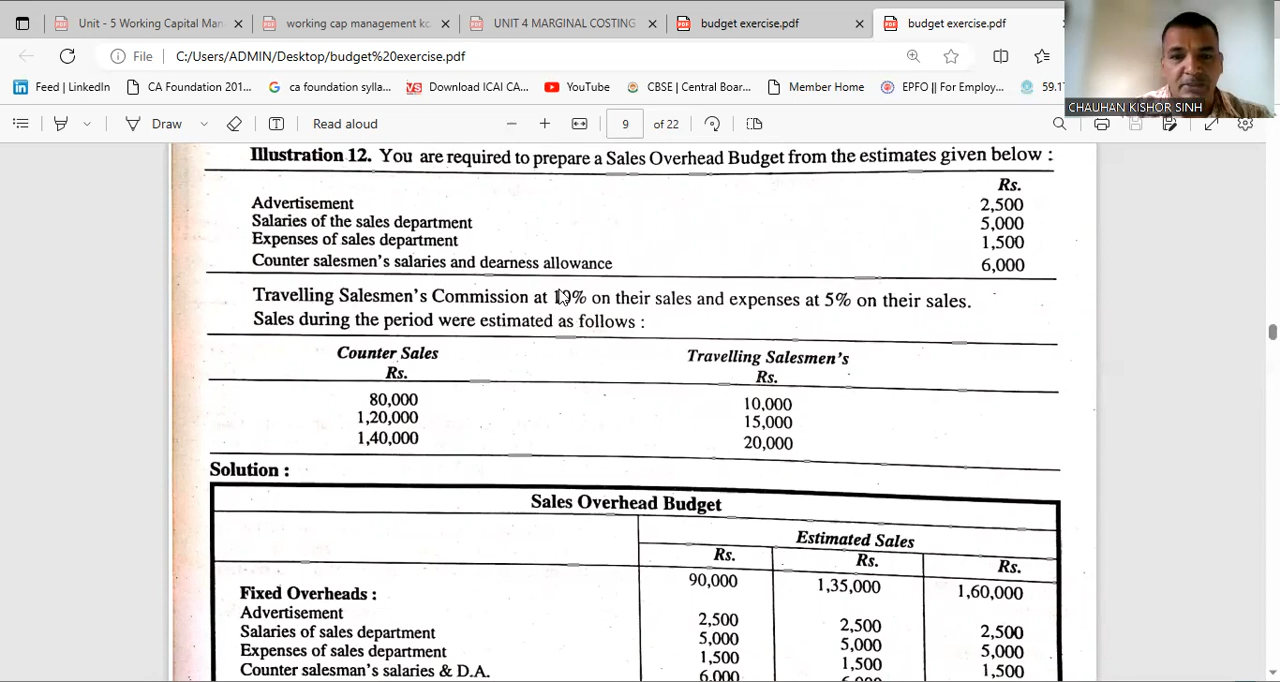 Unit - 5 Working Capital Man
working cap management kc
UNIT 4 MARGINAL COSTING
budget exercise.pdf
budget exercise.pdf
File
C:/Users/ADMIN/Desktop/budget%20exercise.pdf
Feed | LinkedIn
CA Foundation 201...
ca foundation sylla...
Downlo...CAI CA...
YouTube
CBSE | Central Boar...
Member Home
EPFO || For Employ...
59.1
CHAUHAN KISHOR SINH
Draw
Read aloud
9
of 22
Illustration 12. You are required to prepare a Sales Overhead Budget from the estimates given below :
Rs.
Advertisement 2,500
Salaries of the sales department 5,000
Expenses of sales department 1,500
Counter salesmen's salaries and dearness allowance 6,000
Travelling Salesmen's Commission at % on their sales and expenses at 5% on their sales.
Sales during the period were estimated as follows :
Counter Sales Travelling Salesmen's
Rs. Rs.
80,000 10,000
1,20,000 15,000
1,40,000 20,000
Solution :
Sales Overhead Budget
Estimated Sales
Rs. Rs. Rs.
90,000 1,35,000 1,60,000
Fixed Overheads :
Advertisement 2,500 2,500 2,500
Salaries of sales department 5,000 5,000 5,000
Expenses of sales department 1,500 1,500 1,500
Counter salesman's salaries & D.A. 6,000